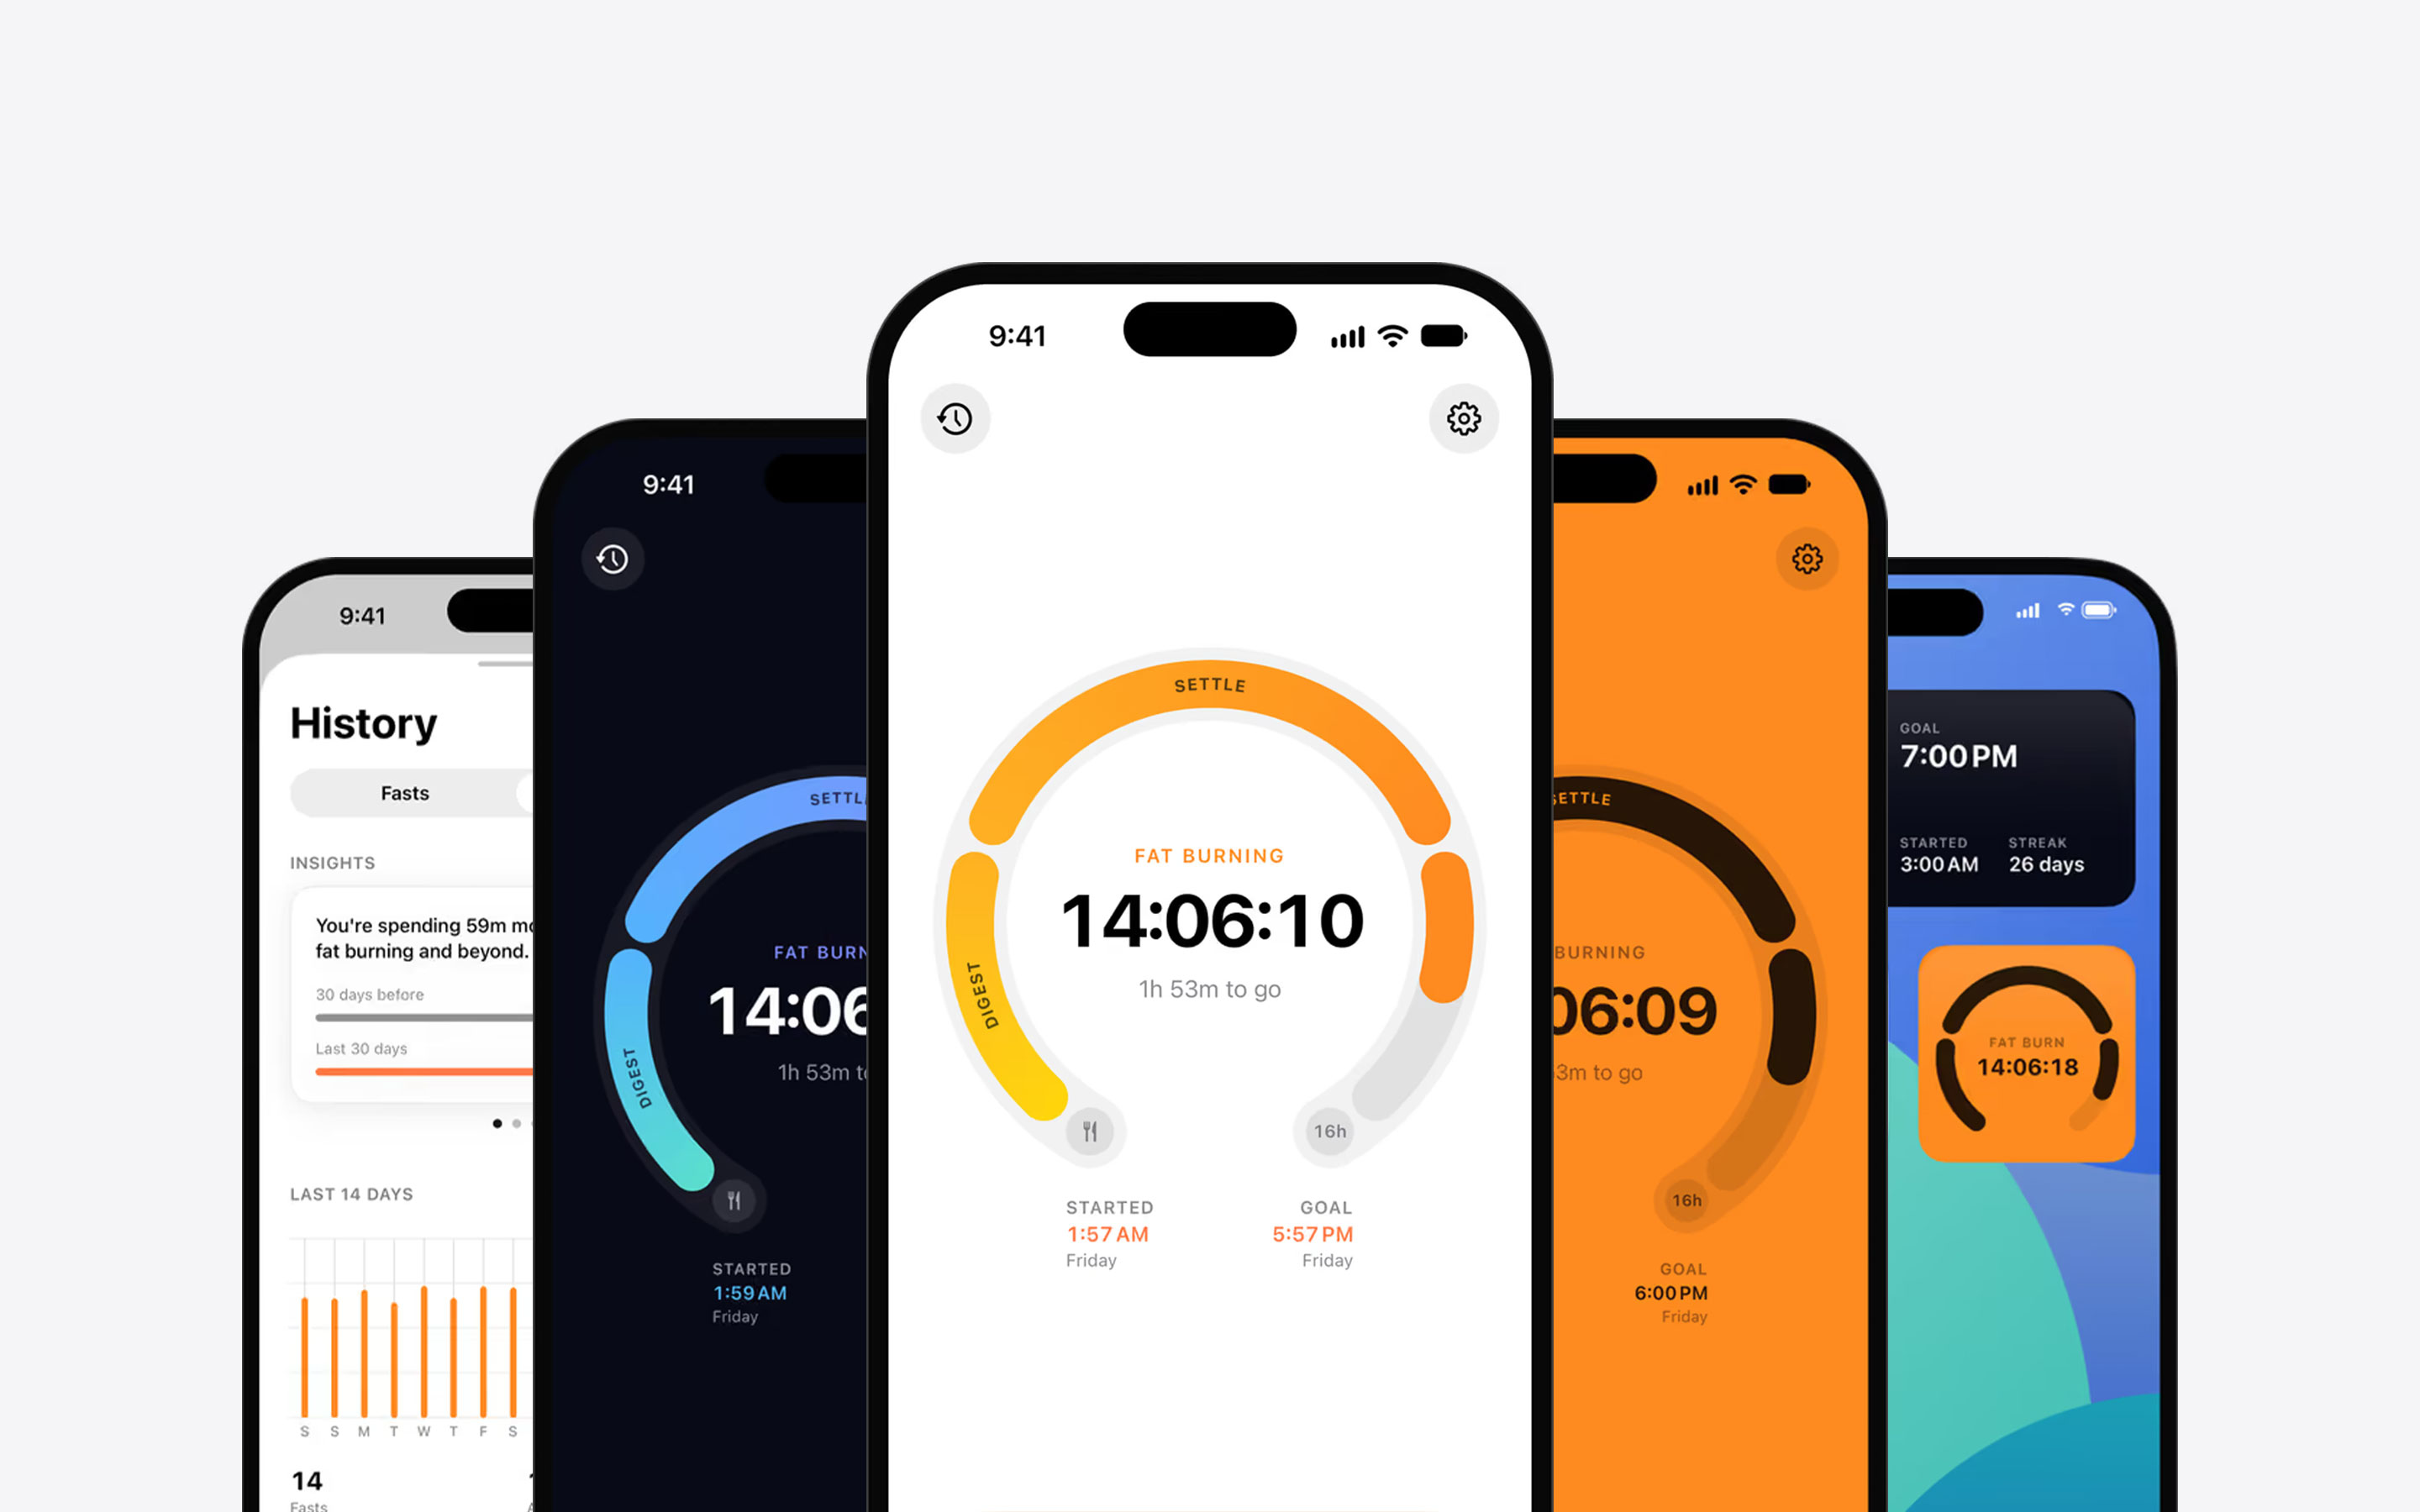 9:41
History
Fasts
INSIGHTS
You're spending 59m
fat burning and beyond.
30 days before
Last 30 days
LAST 14 DAYS
S S M T W T F S
14
Fasts
9:41
SETTL
DIGEST
FAT BURN
14:06
1h 53m to
STARTED
1:59 AM
Friday
9:41
SETTLE
DIGEST
FAT BURNING
14:06:10
1h 53m to go
16h
STARTED
1:57 AM
Friday
GOAL
5:57 PM
Friday
SETTLE
BURNING
06:09
3m to go
16h
GOAL
6:00 PM
Friday
GOAL
7:00 PM
STARTED
3:00 AM
STREAK
26 days
FAT BURN
14:06:18